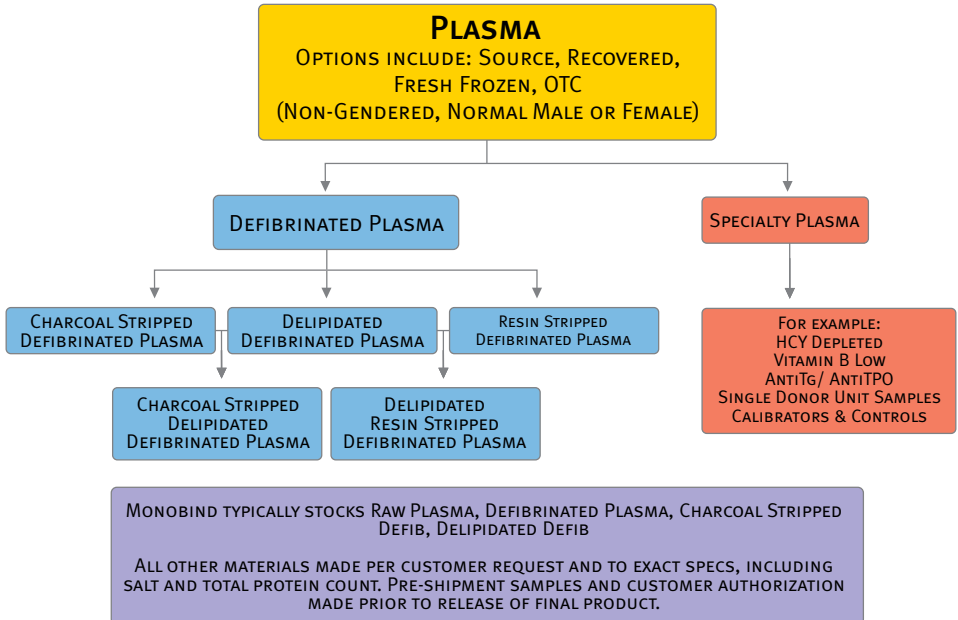 PLASMA
OPTIONS INCLUDE: SOURCE, RECOVERED,
FRESH FROZEN, OTC
(NON-GENDERED, NORMAL MALE OR FEMALE)
DEFIBRINATED PLASMA
SPECIALTY PLASMA
CHARCOAL STRIPPED
DEFIBRINATED PLASMA
DELIPIDATED
DEFIBRINATED PLASMA
RESIN STRIPPED
DEFIBRINATED PLASMA
FOR EXAMPLE:
HCY DEPLETED
VITAMIN B LOW
ANTITG/ ANTITPO
SINGLE DONOR UNIT SAMPLES
CALIBRATORS & CONTROLS
CHARCOAL STRIPPED
DELIPIDATED
DEFIBRINATED PLASMA
DELIPIDATED
RESIN STRIPPED
DEFIBRINATED PLASMA
MONOBIND TYPICALLY STOCKS RAW PLASMA, DEFIBRINATED PLASMA, CHARCOAL STRIPPED
DEFIB, DELIPIDATED DEFIB
ALL OTHER MATERIALS MADE PER CUSTOMER REQUEST AND TO EXACT SPECS, INCLUDING
SALT AND TOTAL PROTEIN COUNT. PRE-SHIPMENT SAMPLES AND CUSTOMER AUTHORIZATION
MADE PRIOR TO RELEASE OF FINAL PRODUCT.